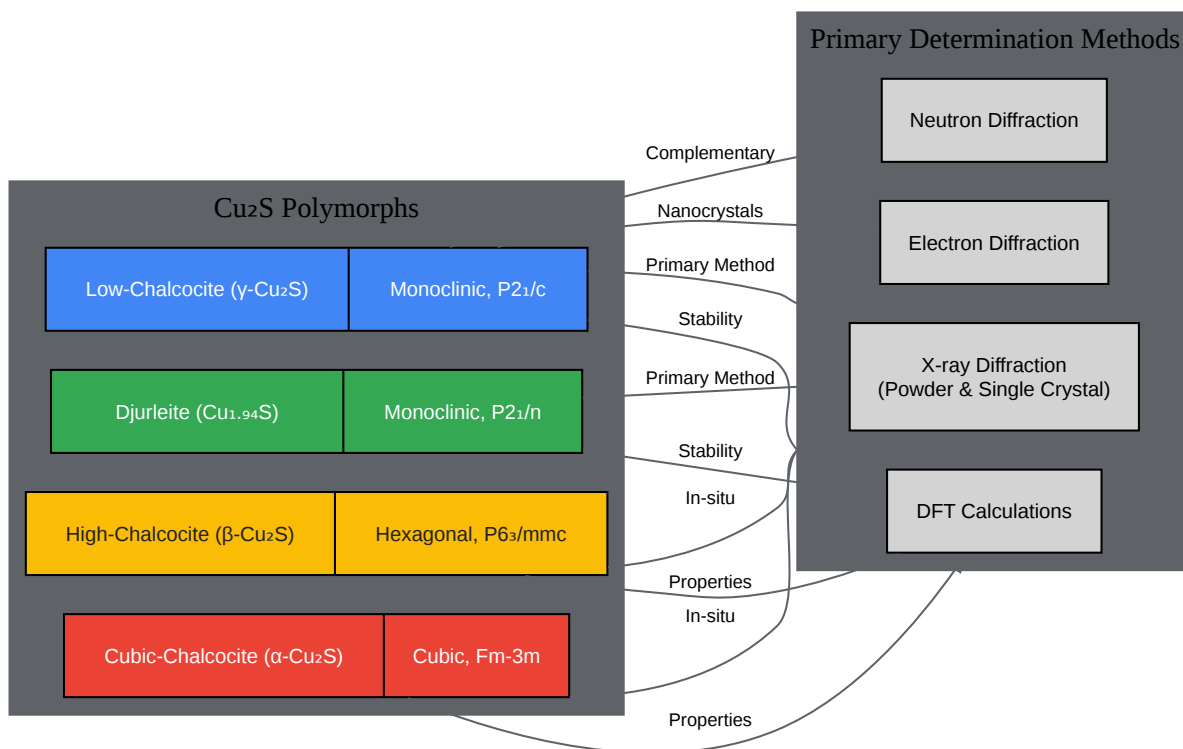 Cu₂S Polymorphs
Low-Chalcocite (γ-Cu₂S)
Monoclinic, P2₁/c
Djurleite (Cu₁.₉₄S)
Monoclinic, P2₁/n
High-Chalcocite (β-Cu₂S)
Hexagonal, P6₃/mmc
Cubic-Chalcocite (α-Cu₂S)
Cubic, Fm-3m
Complementary
Nanocrystals
Primary Method
Stability
Primary Method
Stability
In-situ
Properties
In-situ
Properties
Primary Determination Methods
Neutron Diffraction
Electron Diffraction
X-ray Diffraction
(Powder & Single Crystal)
DFT Calculations